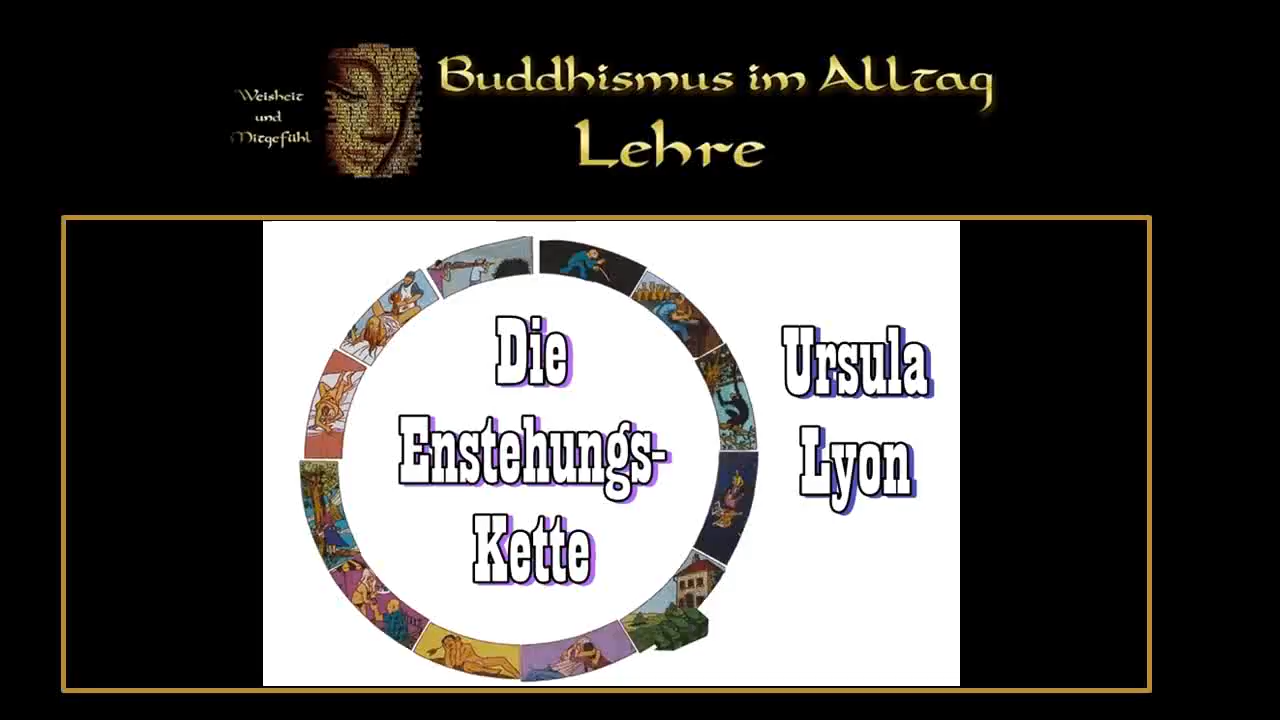 Weisheit
und
Mitgefühl
Buddhismus im Alltag
Lehre
Die
Enstehungs-
Kette
Ursula
Lyon